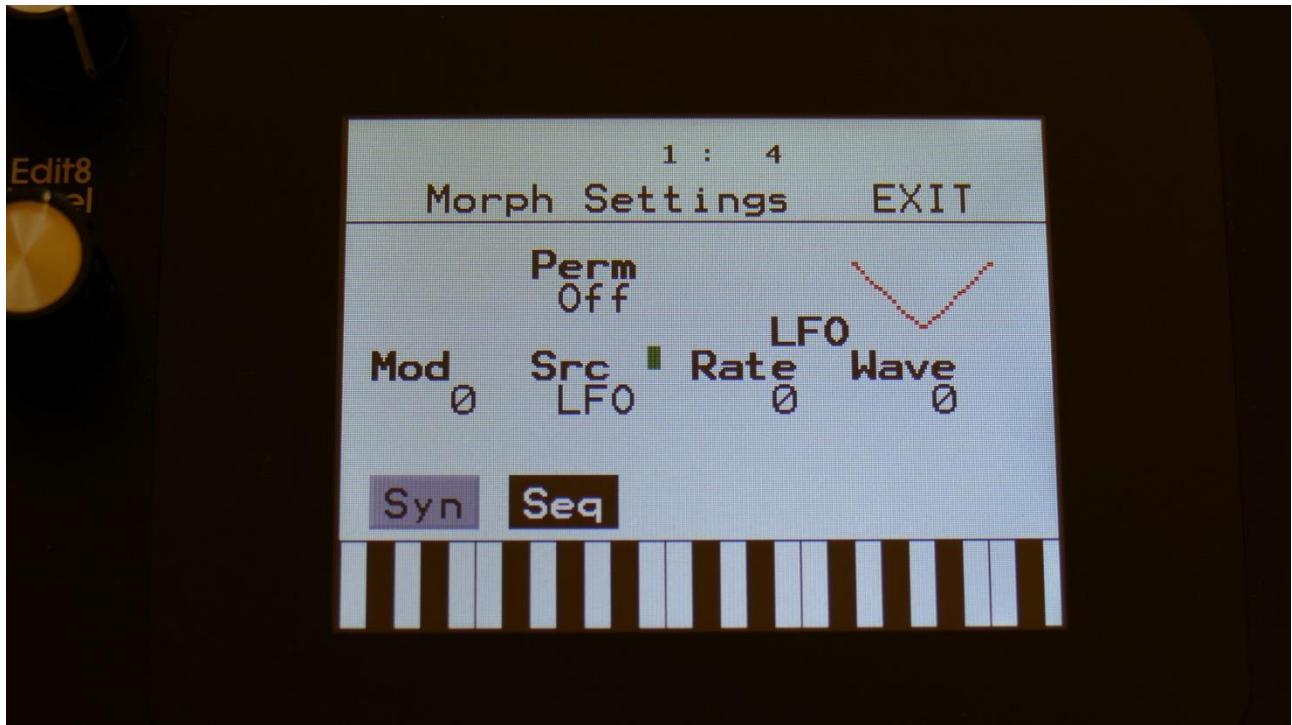 Edit8
1 : 4
Morph Settings EXIT
Perm
Off
LFO
Mod Src Rate Wave
0 LFO 0 0
Syn Seq